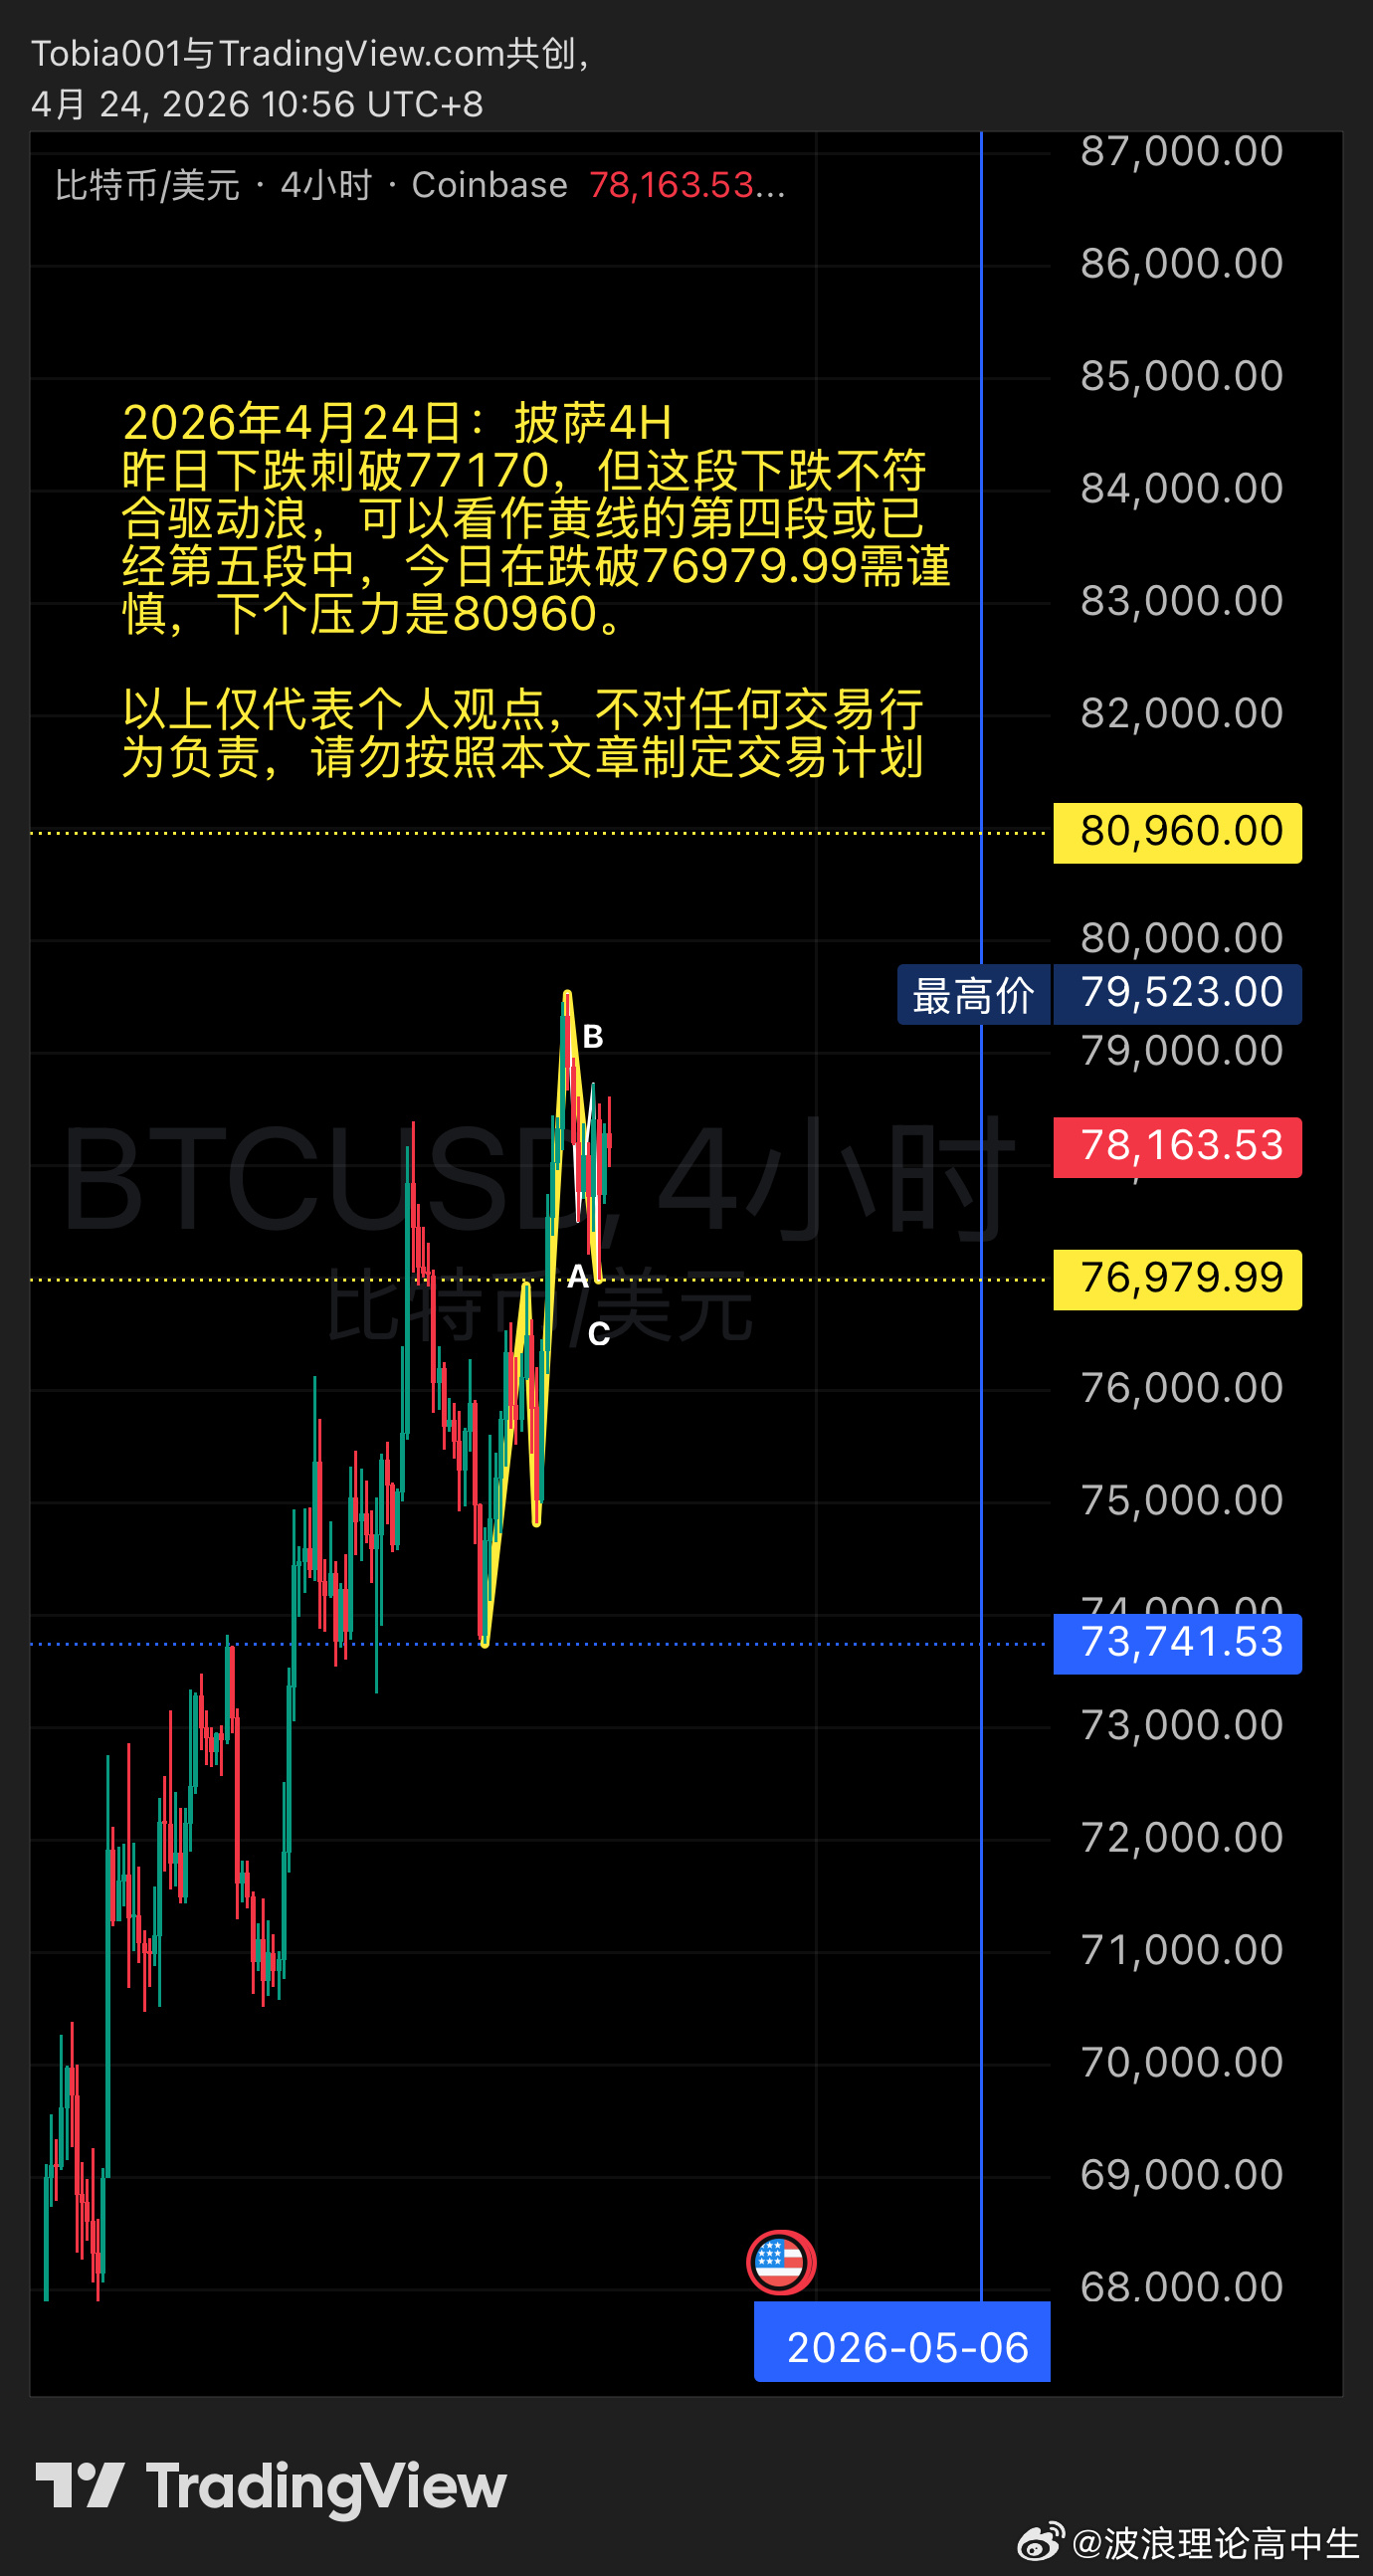 Tobia001与TradingView.com共创，
4月 24, 2026 10:56 UTC+8
比特币/美元 · 4小时 · Coinbase 78,163.53...
87,000.00
86,000.00
85,000.00
2026年4月24日：披萨4H
昨日下跌刺破77170，但这段下跌不符
合驱动浪，可以看作黄线的第四段或已
经第五段中，今日在跌破76979.99需谨
慎，下个压力是80960。
以上仅代表个人观点，不对任何交易行
为负责，请勿按照本文章制定交易计划
84,000.00
83,000.00
82,000.00
80,960.00
80,000.00
最高价 79,523.00
B
79,000.00
BTCUSD, 4小时
78,163.53
比特币/美元
A
76,979.99
C
76,000.00
75,000.00
74,000.00
73,741.53
73,000.00
72,000.00
71,000.00
70,000.00
69,000.00
68,000.00
2026-05-06
TradingView
@波浪理论高中生